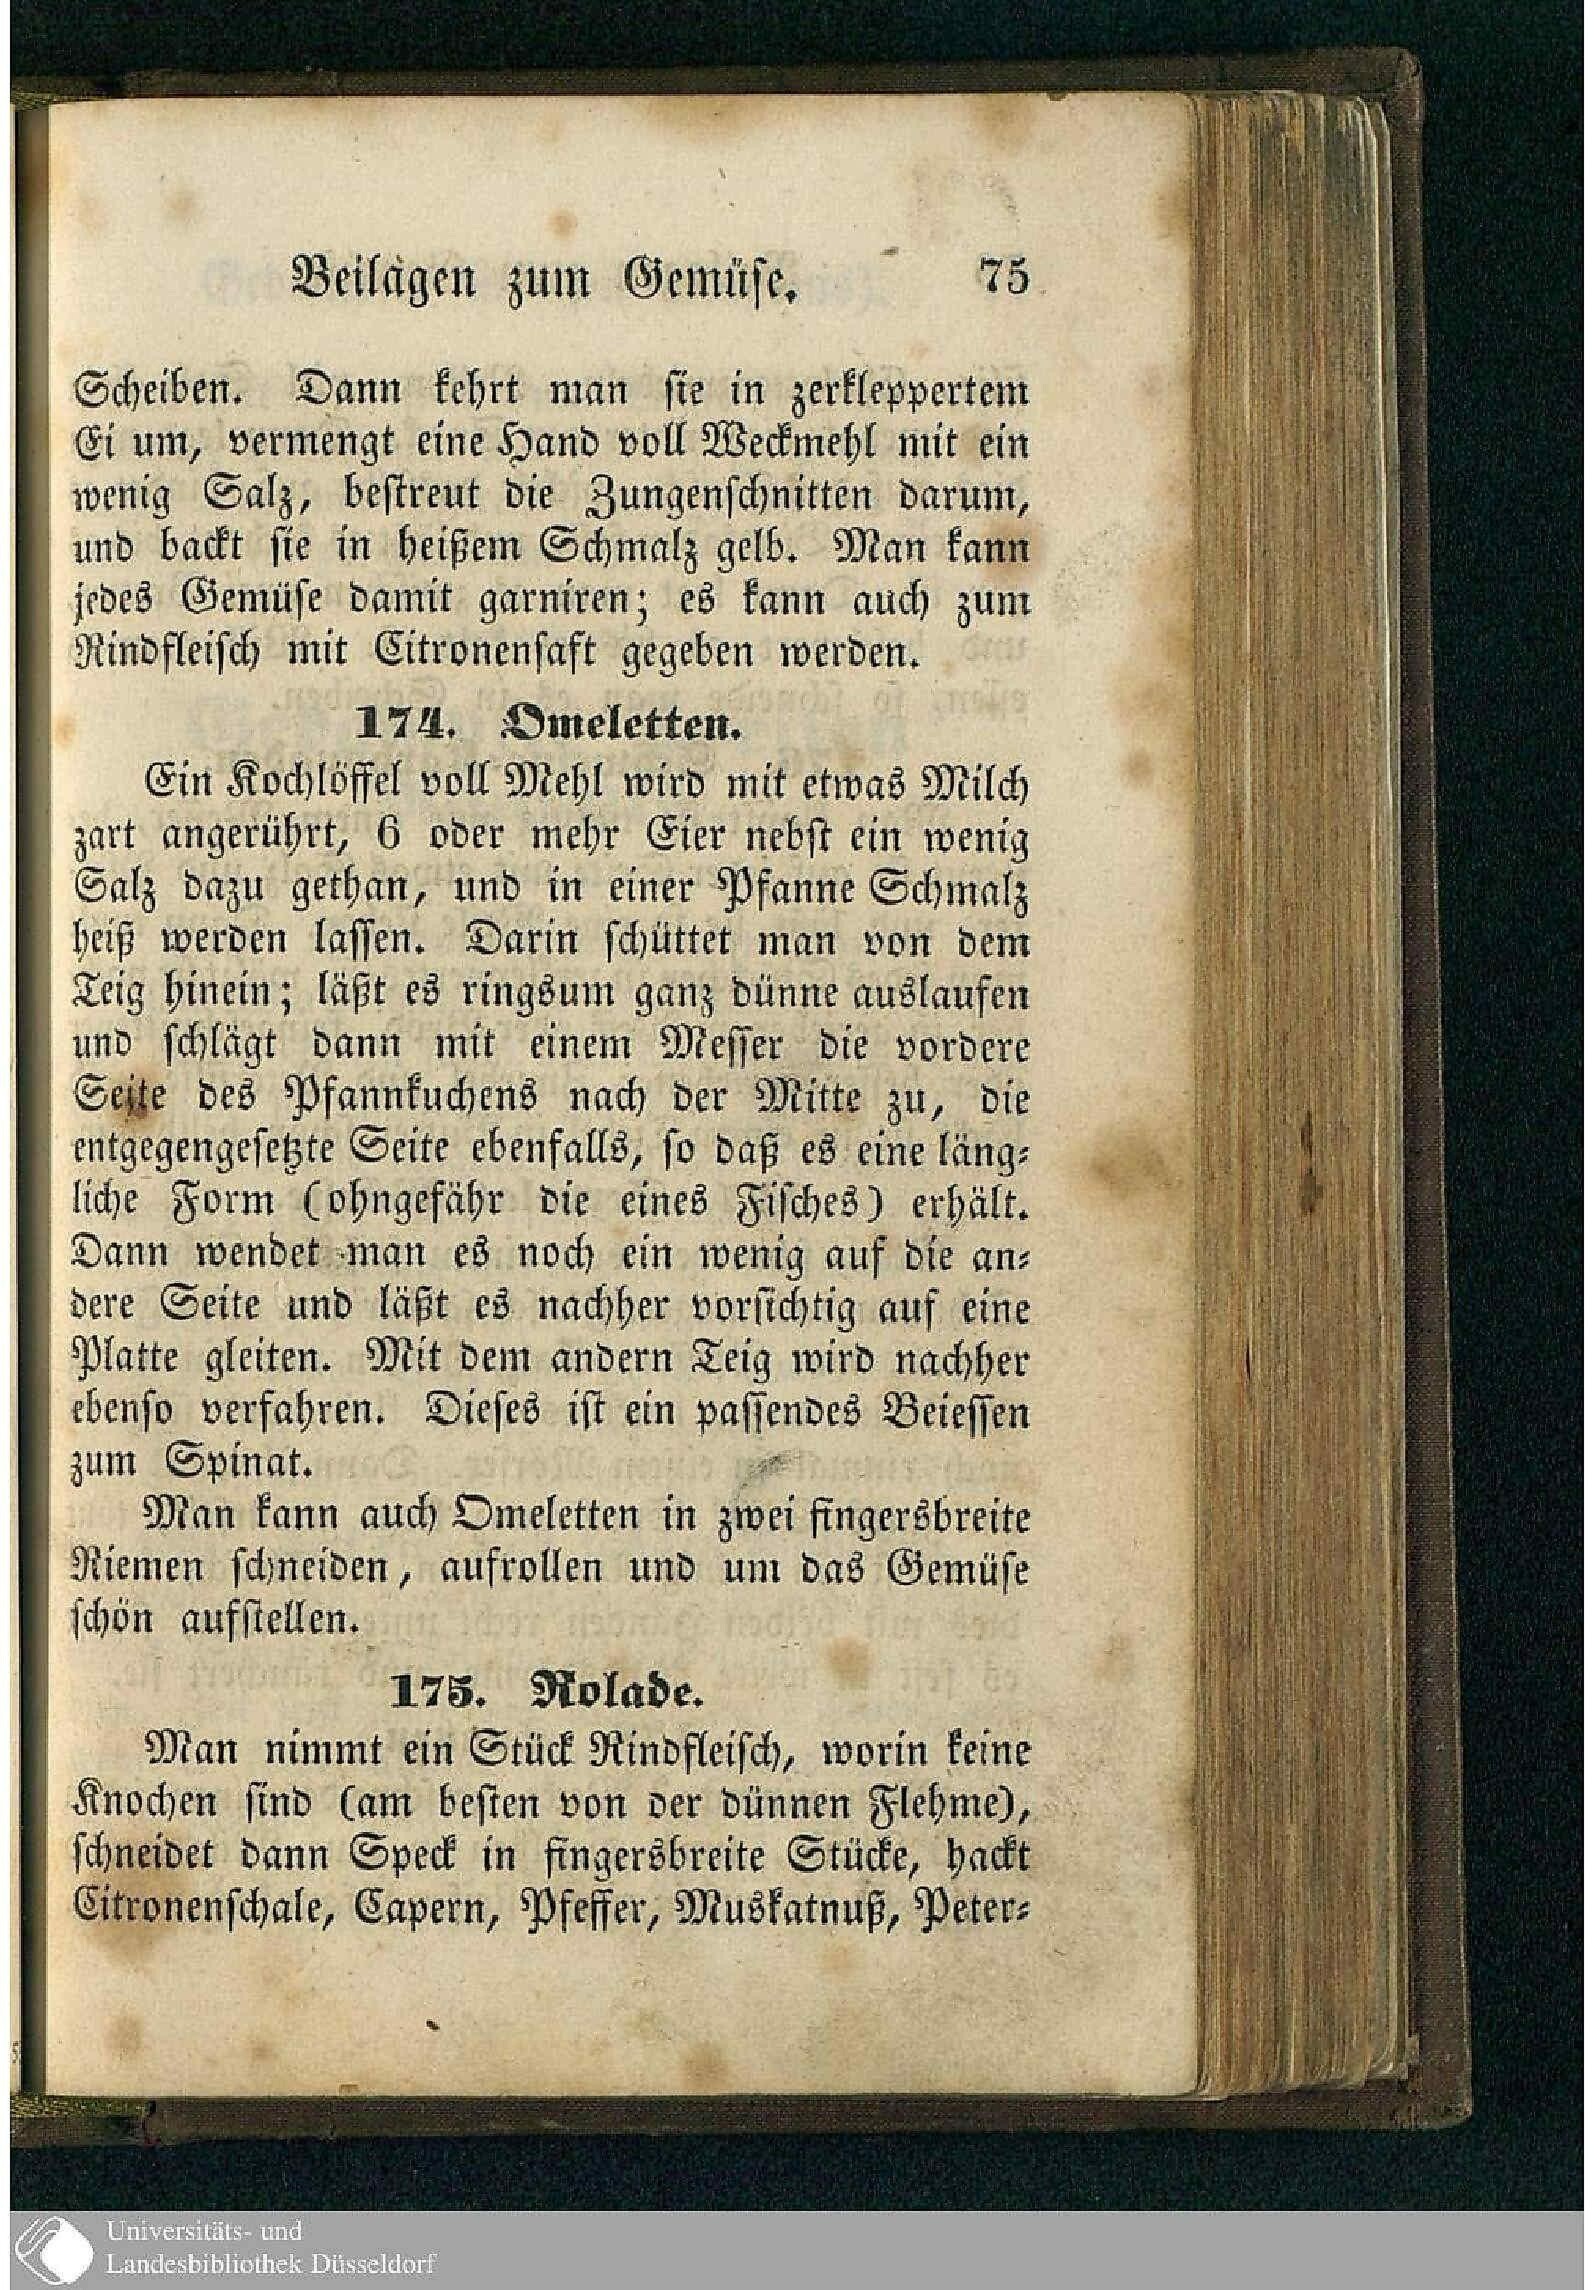 Beilagen zum Gemüse. 75
Scheiben. Dann kehrt man sie in zerkleppertem
Ei um, vermengt eine Hand voll Weckmehl mit ein
wenig Salz, bestreut die Zungenschnitten darum,
und backt sie in heißem Schmalz gelb. Man kann
jedes Gemüse damit garniren; es kann auch zum
Rindfleisch mit Citronensaft gegeben werden.
174. Omeletten.
Ein Kochlöffel voll Mehl wird mit etwas Milch
zart angerührt, 6 oder mehr Eier nebst ein wenig
Salz dazu gethan, und in einer Pfanne Schmalz
heiß werden lassen. Darin schüttet man von dem
Teig hinein; läßt es ringsum ganz dünne auslaufen
und schlägt dann mit einem Messer die vordere
Seite des Pfannkuchens nach der Mitte zu, die
entgegengesetzte Seite ebenfalls, so daß es eine läng-
liche Form (ohngefähr die eines Fisches) erhält.
Dann wendet man es noch ein wenig auf die an-
dere Seite und läßt es nachher vorsichtig auf eine
Platte gleiten. Mit dem andern Teig wird nachher
ebenso verfahren. Dieses ist ein passendes Beiessen
zum Spinat.
Man kann auch Omeletten in zwei fingersbreite
Riemen schneiden, aufrollen und um das Gemüse
schön aufstellen.
175. Rolade.
Man nimmt ein Stück Rindfleisch, worin keine
Knochen sind (am besten von der dünnen Flehme),
schneidet dann Speck in fingersbreite Stücke, hackt
Citronenschale, Capern, Pfeffer, Muskatnuß, Peter-
Universitäts- und
Landesbibliothek Düsseldorf